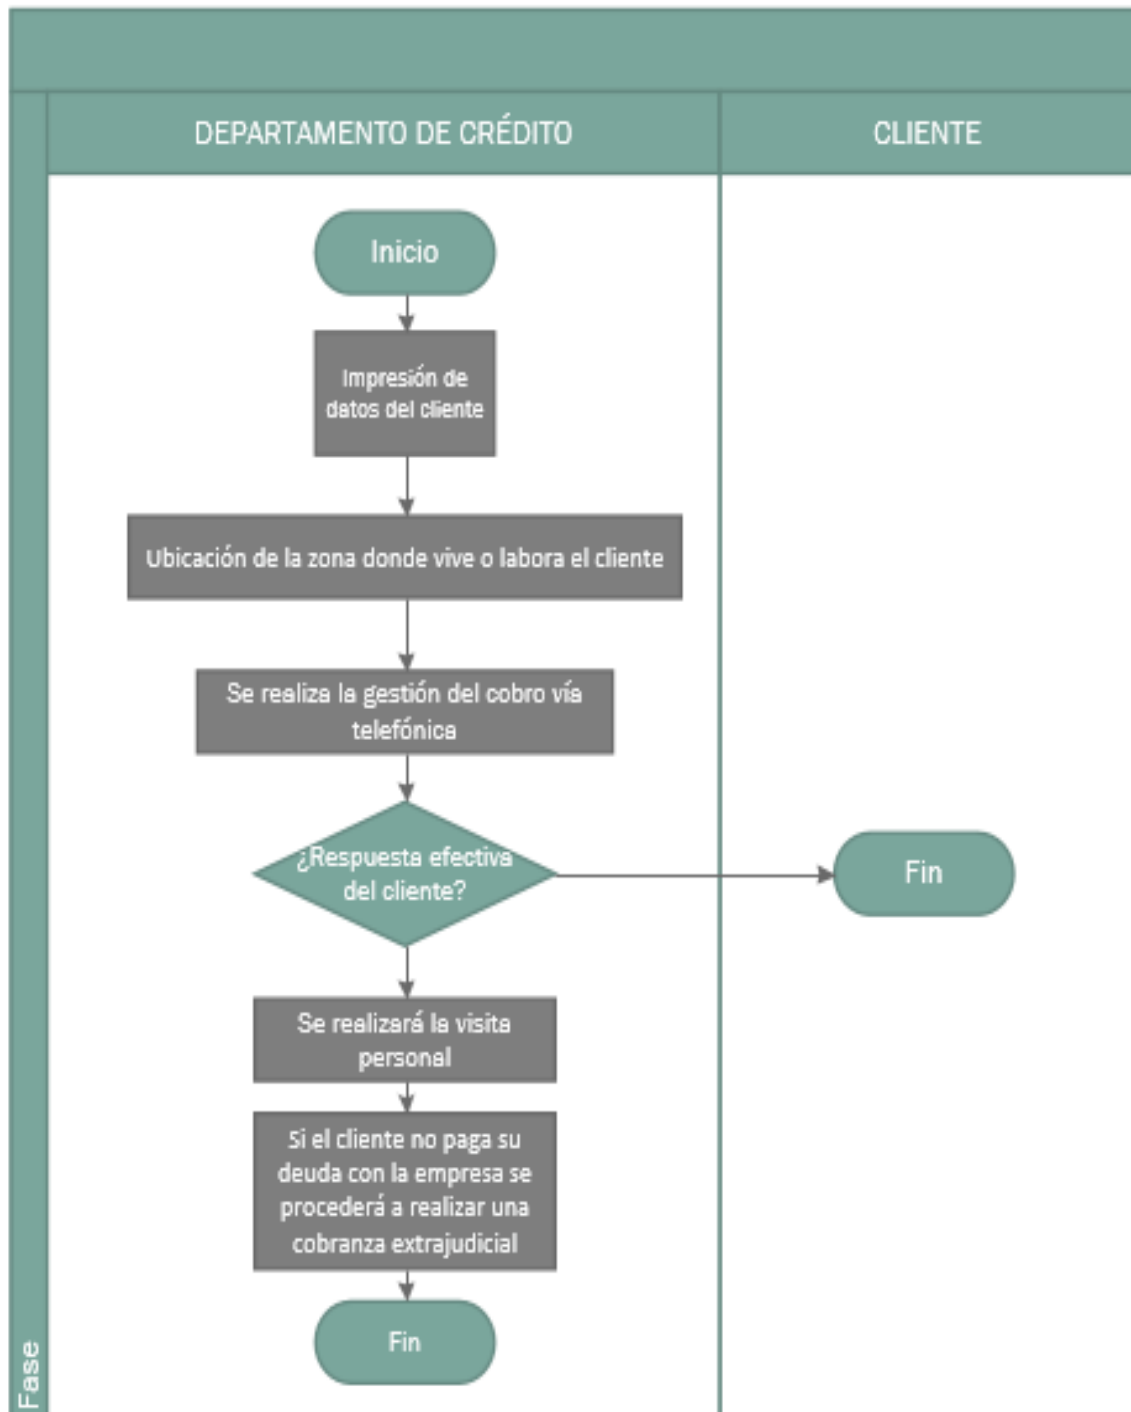 DEPARTAMENTO DE CRÉDITO
CLIENTE
Inicio
Impresión de
datos del cliente
Ubicación de la zona donde vive o labora el cliente
Se realiza la gestión del cobro vía
telefónica
¿Respuesta efectiva
del cliente?
Fin
Se realizará la visita
personal
Si el cliente no paga su
deuda con la empresa se
procederá a realizar una
cobranza extrajudicial
Fin
Fase